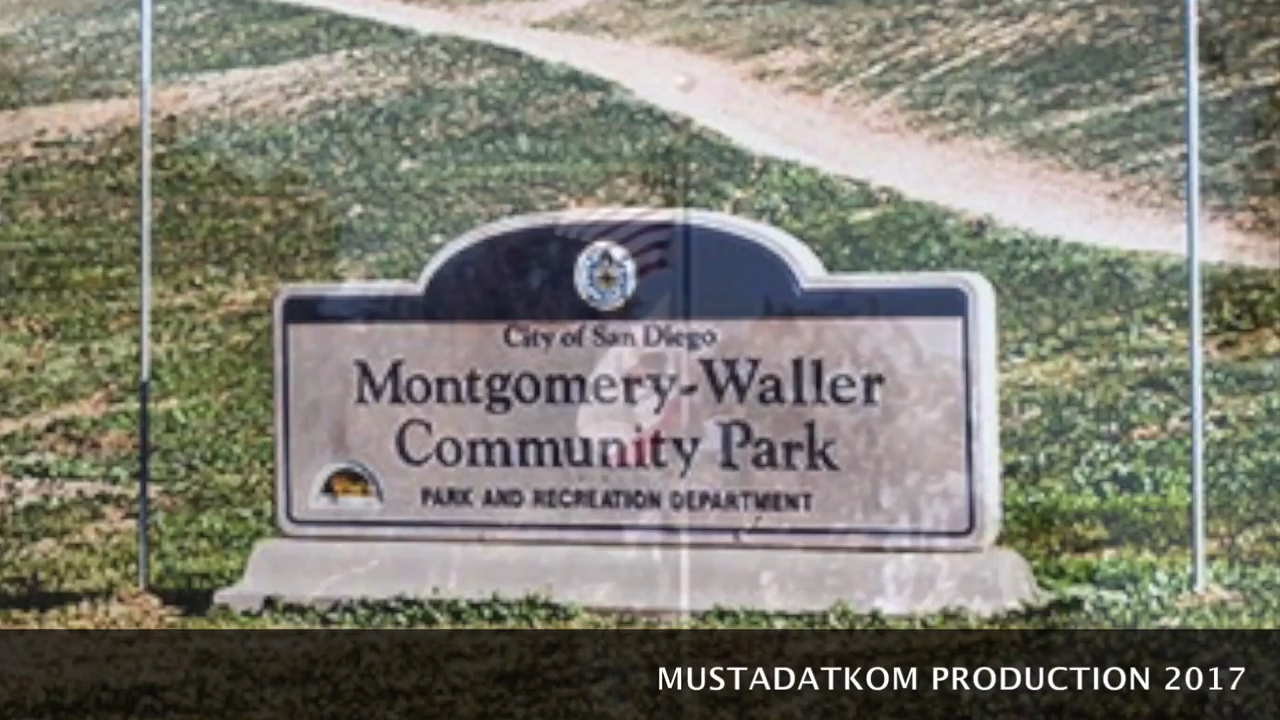 City of San Diego
Montgomery-Waller
Community Park
PARK AND RECREATION DEPARTMENT
MUSTADATKOM PRODUCTION 2017